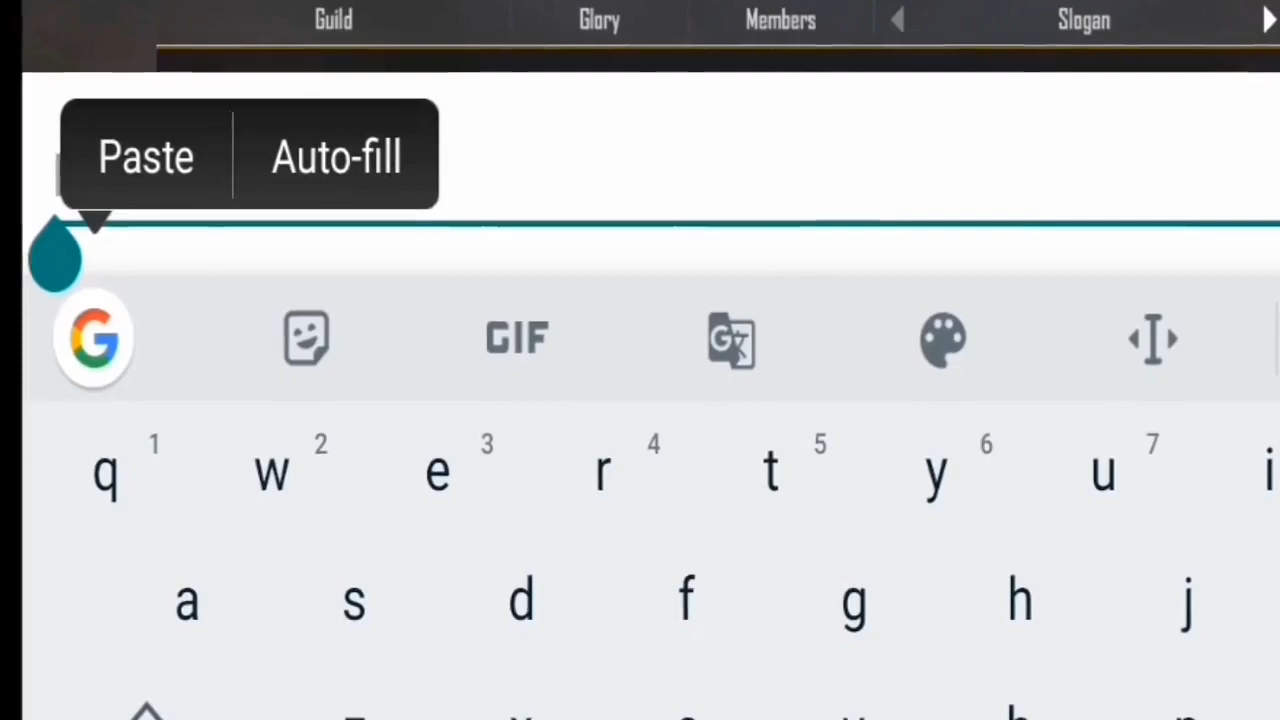 Guild Glory Members Slogan
Paste Auto-fill
G GIF G
1 2 3 4 5 6 7
q w e r t y u i
a s d f g h j